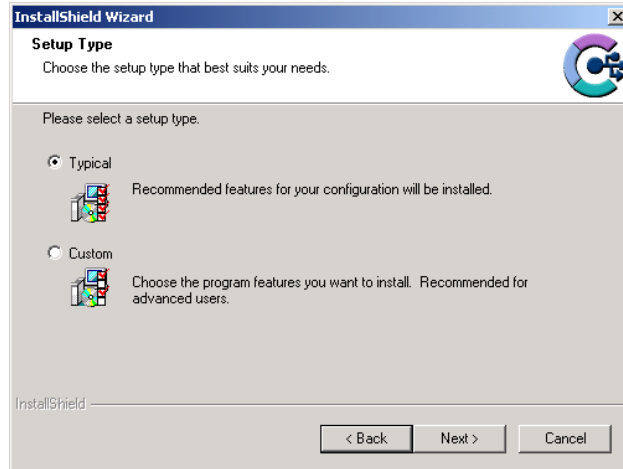 InstallShield Wizard
Setup Type
Choose the setup type that best suits your needs.
Please select a setup type.
Typical
Recommended features for your configuration will be installed.
Custom
Choose the program features you want to install. Recommended for
advanced users.
InstallShield
< Back Next > Cancel